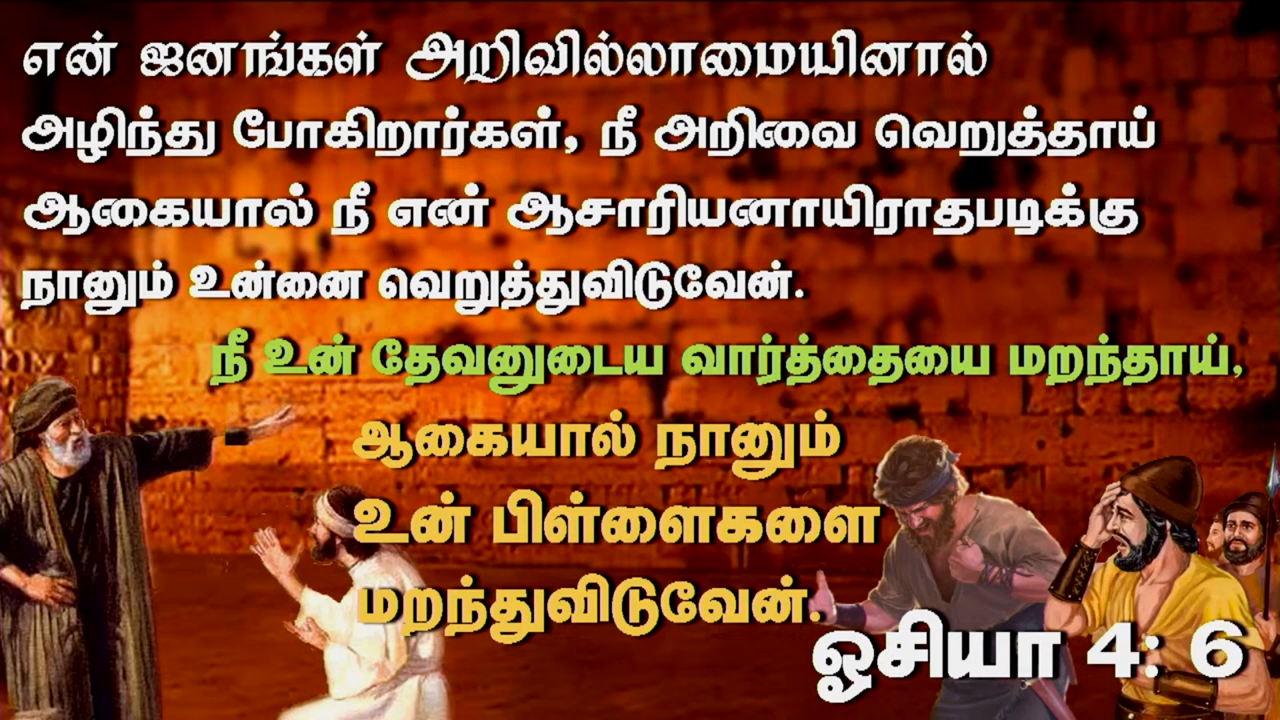 என் ஜனங்கள் அறிவில்லாமையினால்
அழிந்து போகிறார்கள், நீ அறிவை வெறுத்தாய்
ஆகையால் நீ என் ஆசாரியனாயிராதபடிக்கு
நானும் உன்னை வெறுத்துவிடுவேன்.
நீ உன் தேவனுடைய வார்த்தையை மறந்தாய்,
ஆகையால் நானும்
உன் பிள்ளைகளை
மறந்துவிடுவேன்.
ஓசியா 4: 6